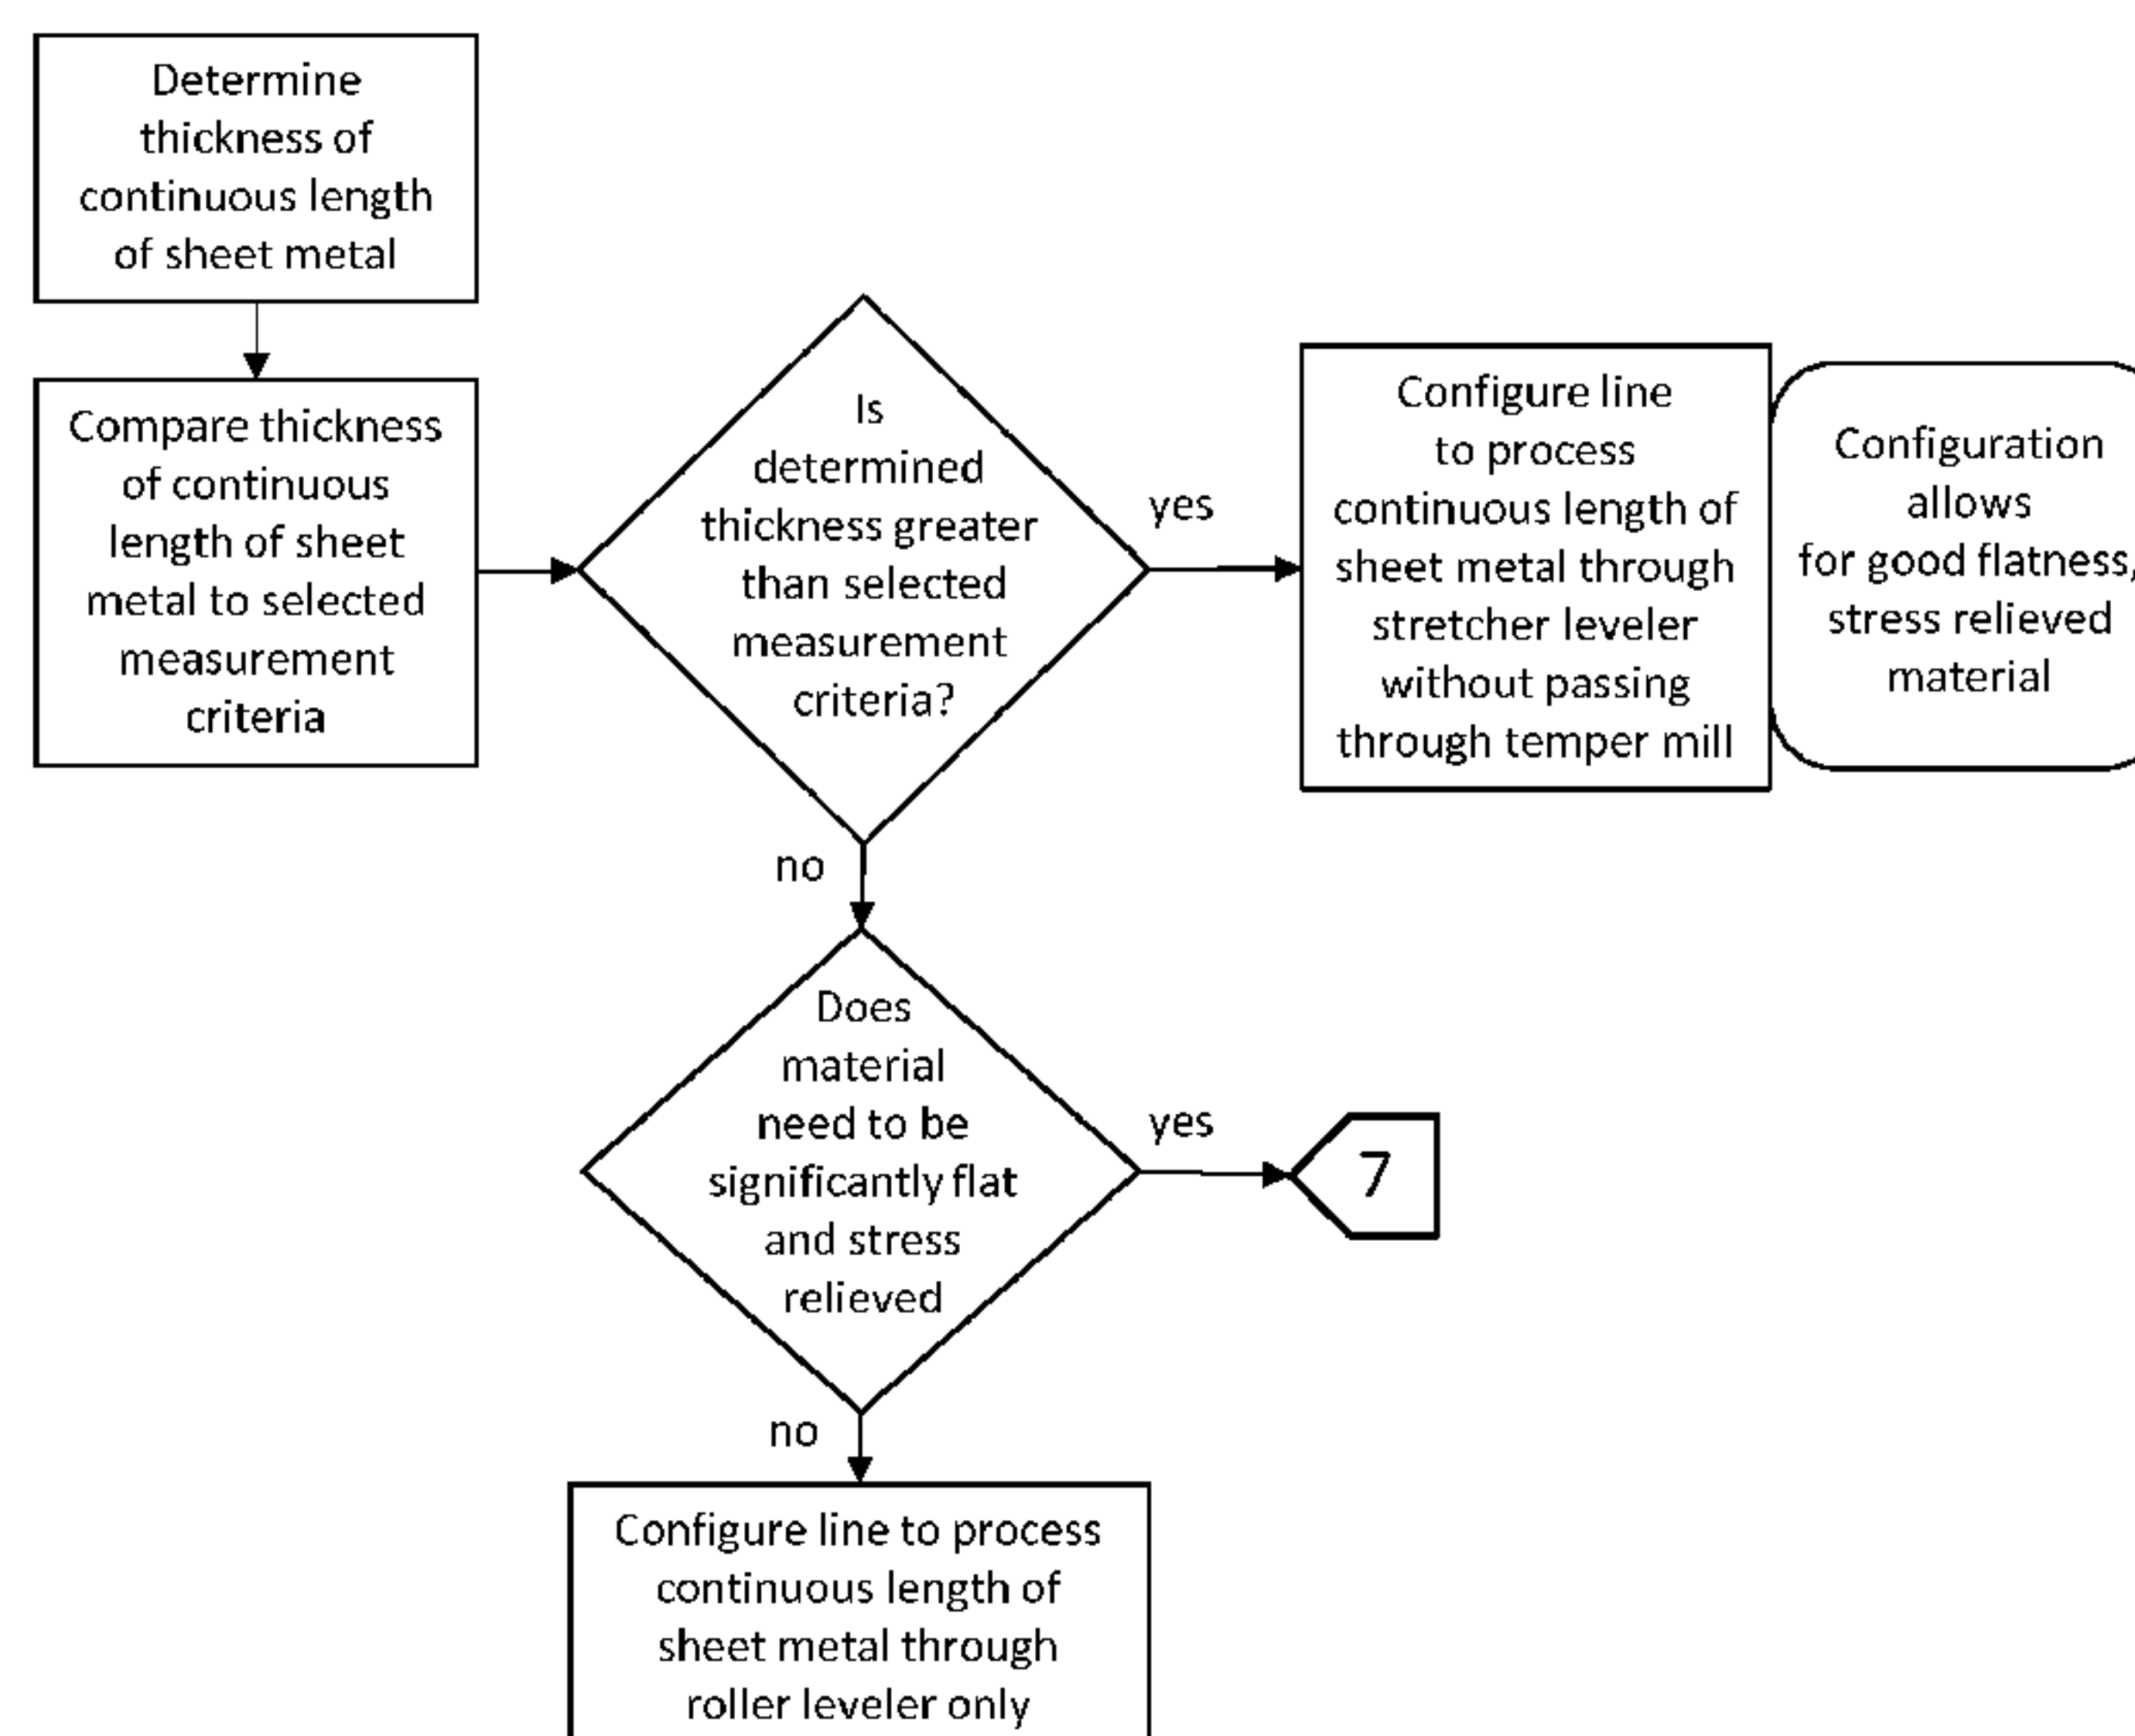 Determine
thickness of
continuous length
of sheet metal
Compare thickness
of continuous
length of sheet
metal to selected
measurement
criteria
Is
determined
thickness greater
than selected
measurement
criteria?
yes
Configure line
to process
continuous length of
sheet metal through
stretcher leveler
without passing
through temper mill
Configuration
allows
for good flatness,
stress relieved
material
no
Does
material
need to be
significantly flat
and stress
relieved
yes
7
no
Configure line to process
continuous length of
sheet metal through
roller leveler only